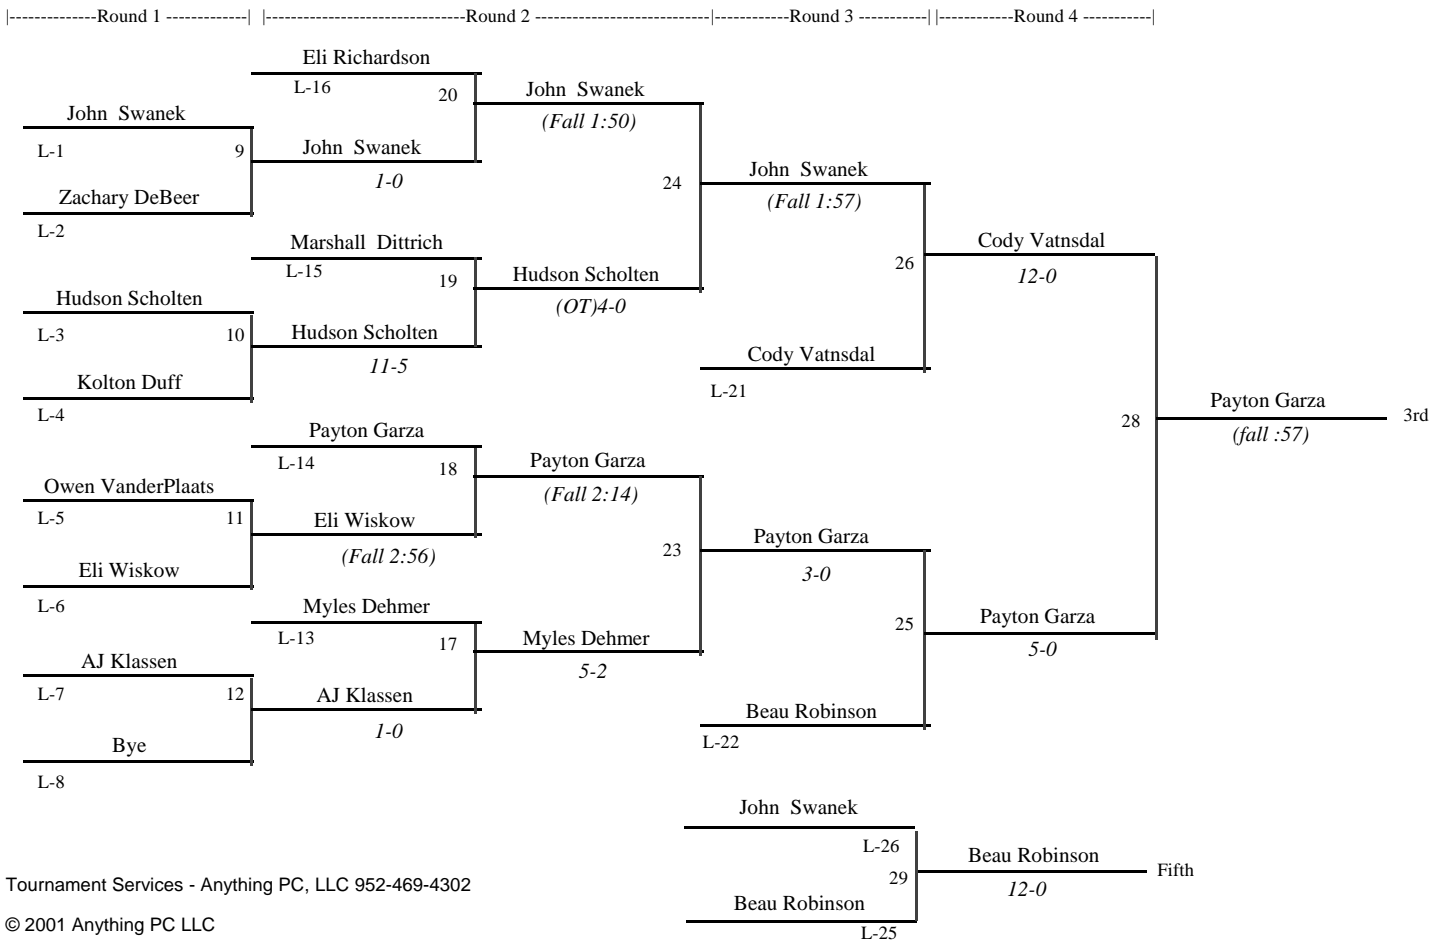 |--------------Round 1 -------------| |-------------------------------Round 2 ---------------------------|------------Round 3 -----------| |------------Round 4 -----------|
Eli Richardson
L-16
20
John  Swanek
(Fall 1:50)
John  Swanek
L-1
9
John  Swanek
1-0
Zachary DeBeer
L-2
24
John  Swanek
(Fall 1:57)
Marshall  Dittrich
L-15
19
Hudson Scholten
(OT)4-0
Hudson Scholten
L-3
10
Hudson Scholten
11-5
Kolton Duff
L-4
26
Cody Vatnsdal
12-0
Cody Vatnsdal
L-21
28
Payton Garza
3rd
(fall :57)
Payton Garza
L-14
18
Payton Garza
(Fall 2:14)
Owen VanderPlaats
L-5
11
Eli Wiskow
(Fall 2:56)
Eli Wiskow
L-6
23
Payton Garza
3-0
Myles Dehmer
L-13
17
Myles Dehmer
5-2
25
Payton Garza
5-0
AJ Klassen
L-7
12
AJ Klassen
1-0
Bye
L-8
Beau Robinson
L-22
John  Swanek
L-26
29
Beau Robinson
Fifth
12-0
Beau Robinson
L-25
Tournament Services - Anything PC, LLC 952-469-4302
© 2001 Anything PC LLC